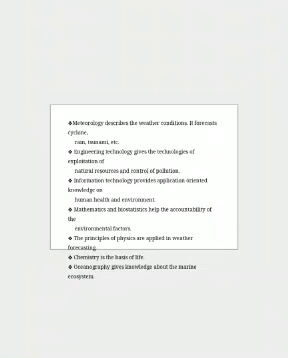 ❖Meteorology describes the weather conditions. It forecasts
cyclone,
rain, tsunami, etc.
❖ Engineering technology gives the technologies of
exploitation of
natural resources and control of pollution.
❖ Information technology provides application oriented
knowledge on
human health and environment.
❖ Mathematics and biostatistics help the accountability of
the
environmental factors.
❖ The principles of physics are applied in weather
forecasting.
❖ Chemistry is the basis of life.
❖ Oceanography gives knowledge about the marine
ecosystem.